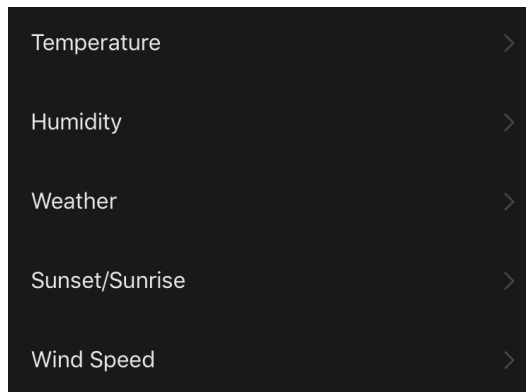 Temperature
Humidity
Weather
Sunset/Sunrise
Wind Speed